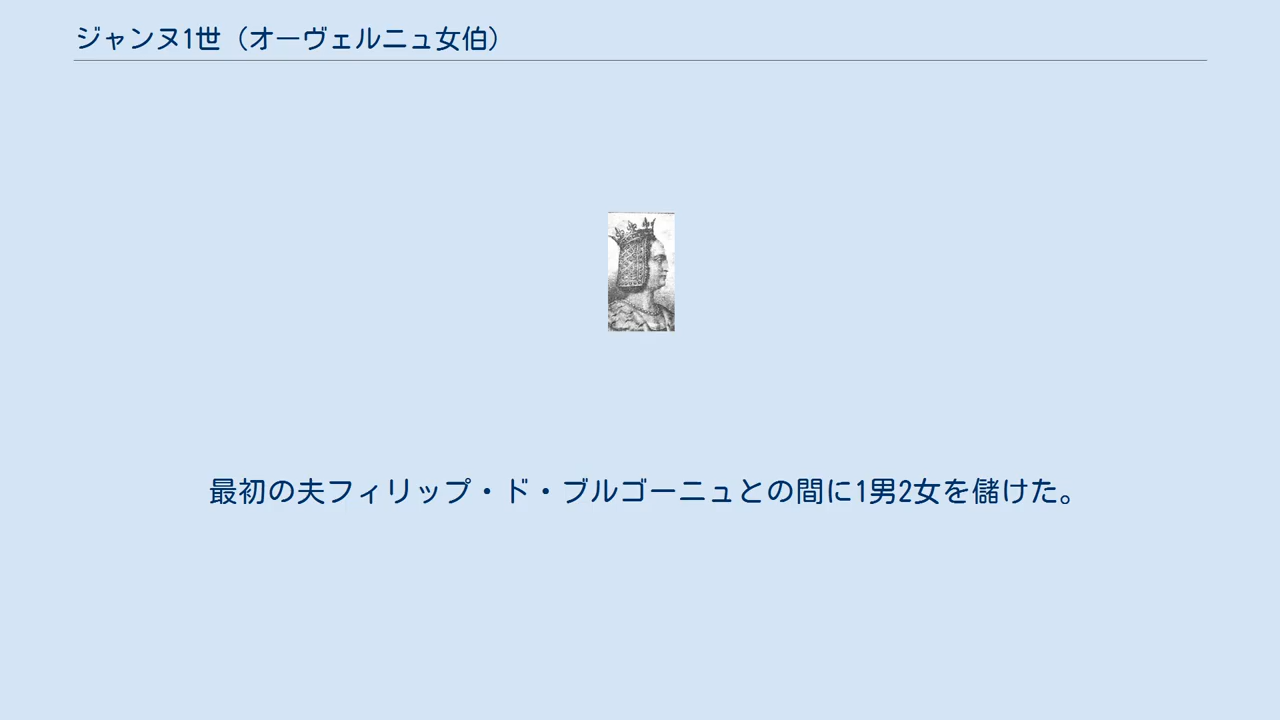 ジャンヌ1世（オーヴェルニュ女伯）
最初の夫フィリップ・ド・ブルゴーニュとの間に1男2女を儲けた。